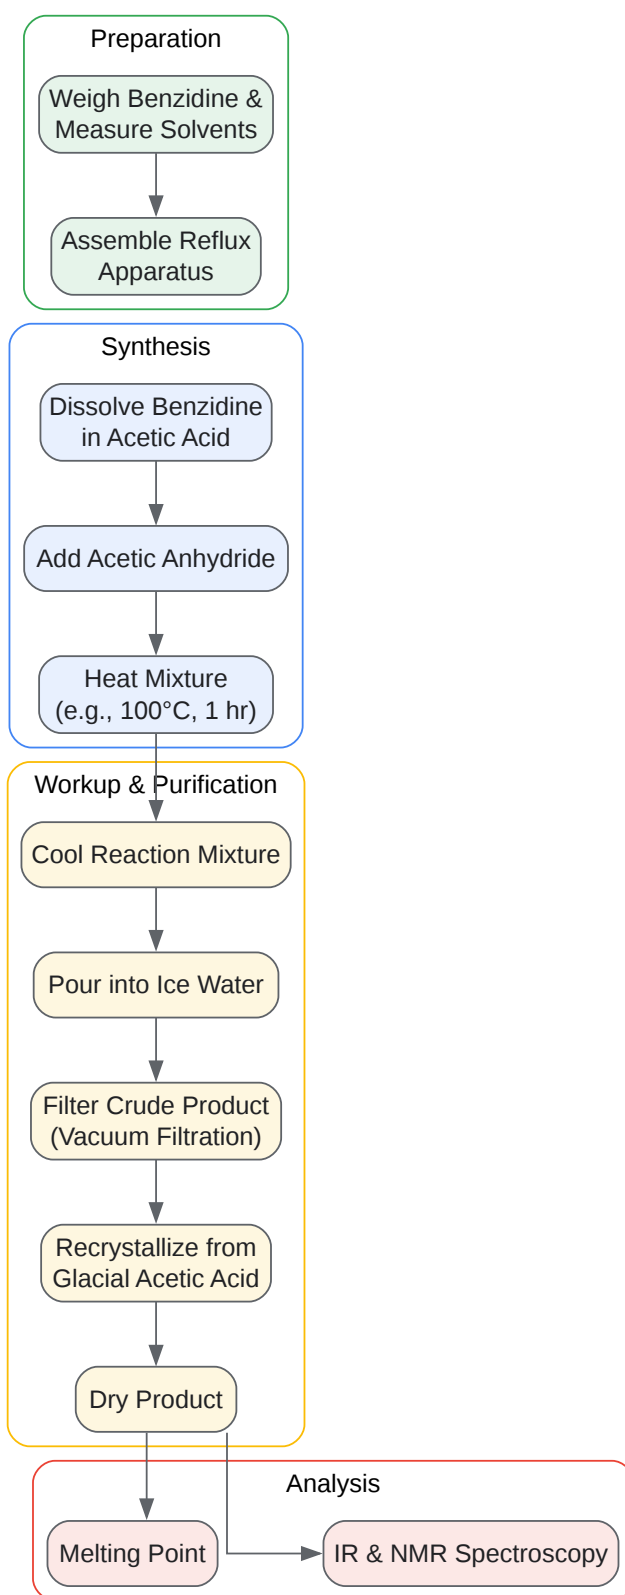 Preparation
Weigh Benzidine &
Measure Solvents
Assemble Reflux
Apparatus
Synthesis
Dissolve Benzidine
in Acetic Acid
Add Acetic Anhydride
Heat Mixture
(e.g., 100°C, 1 hr)
Workup & Purification
Cool Reaction Mixture
Pour into Ice Water
Filter Crude Product
(Vacuum Filtration)
Recrystallize from
Glacial Acetic Acid
Dry Product
Analysis
Melting Point
IR & NMR Spectroscopy